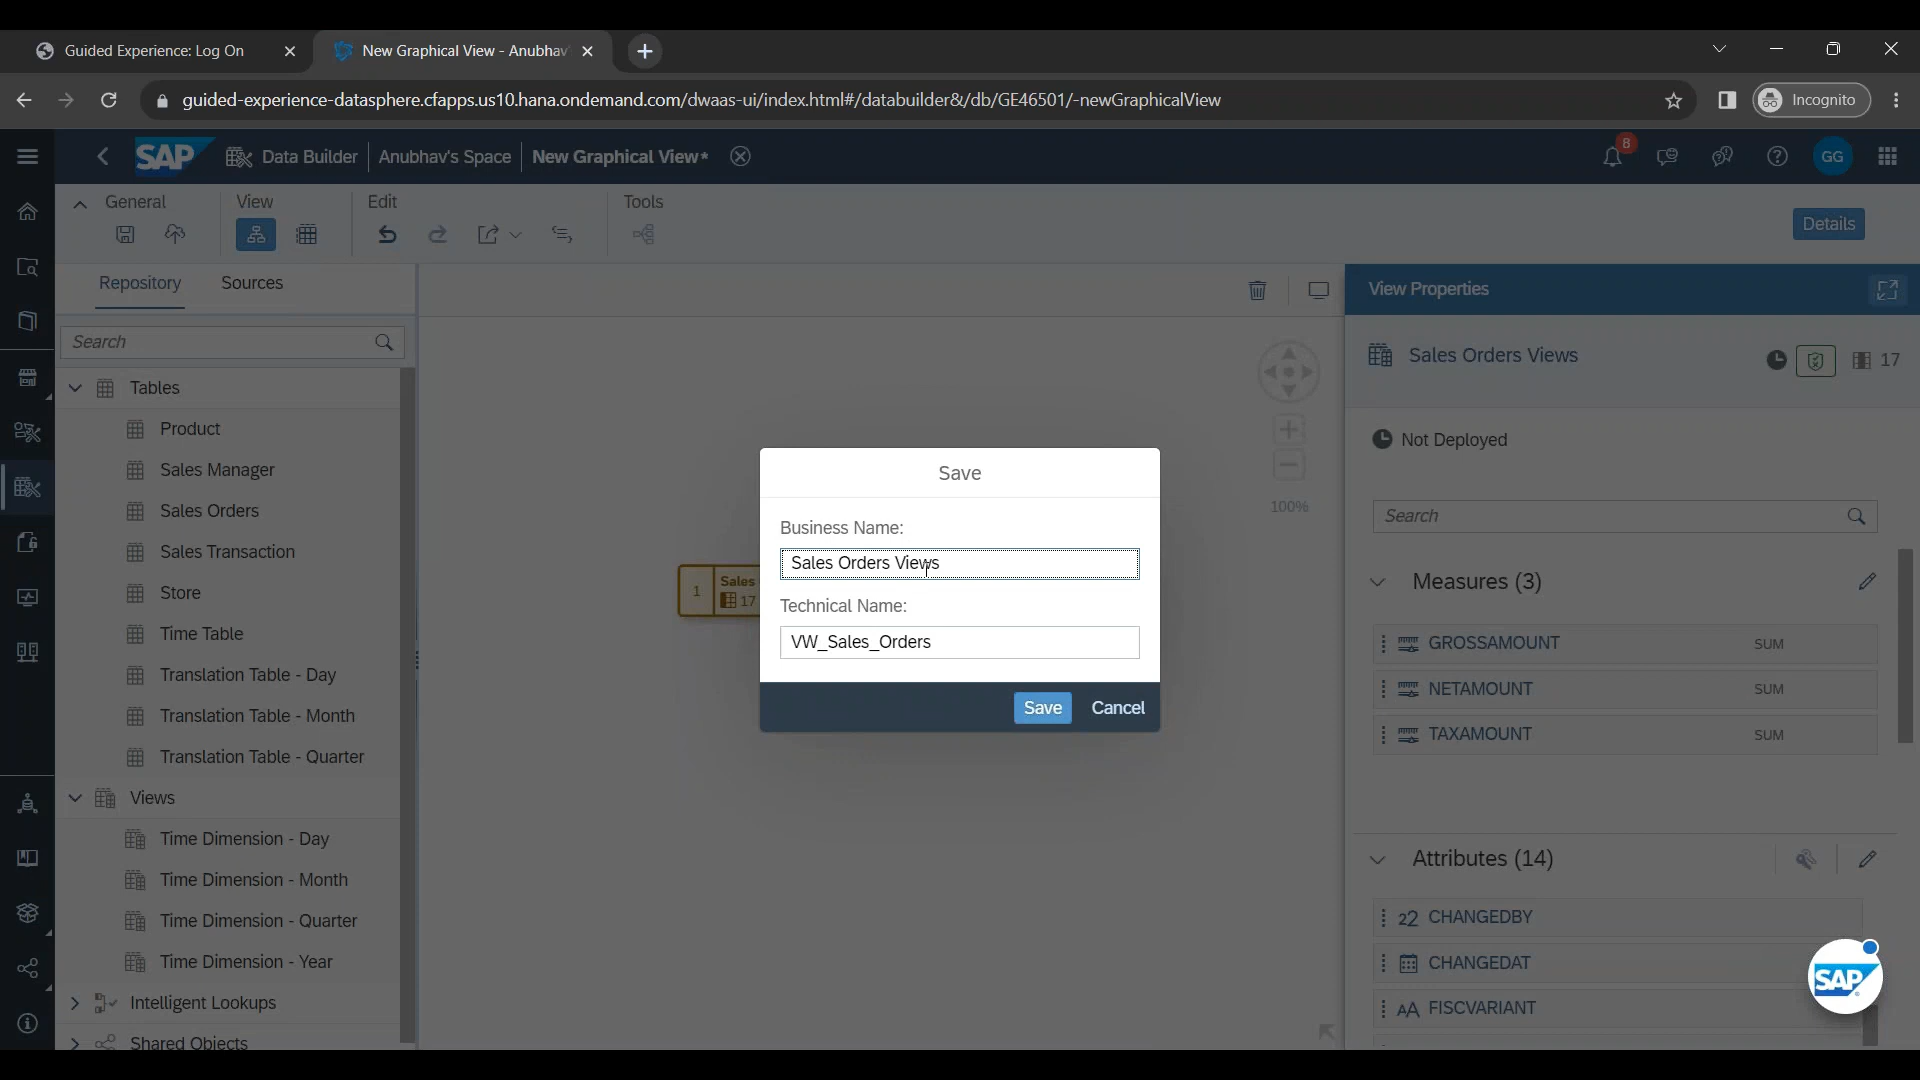 Guided Experience: Log On
New Graphical View - Anubhav
guided-experience-datasphere.cfapps.us10.hana.ondemand.com/dwaas-ui/index.html#/databuilder&/db/GE46501/-newGraphicalView
Incognito
SAP
Data Builder
Anubhav's Space
New Graphical View*
8
GG
General
View
Edit
Tools
Details
Repository
Sources
Search
Tables
Product
Sales Manager
Sales Orders
Sales Transaction
Store
Time Table
Translation Table - Day
Translation Table - Month
Translation Table - Quarter
Views
Time Dimension - Day
Time Dimension - Month
Time Dimension - Quarter
Time Dimension - Year
Intelligent Lookups
Shared Objects
100%
1
Sales
17
Save
Business Name:
Sales Orders Views
Technical Name:
VW_Sales_Orders
Save
Cancel
View Properties
Sales Orders Views
17
Not Deployed
Search
Measures (3)
GROSSAMOUNT SUM
NETAMOUNT SUM
TAXAMOUNT SUM
Attributes (14)
22 CHANGEDBY
CHANGEDAT
AA FISCVARIANT
SAP